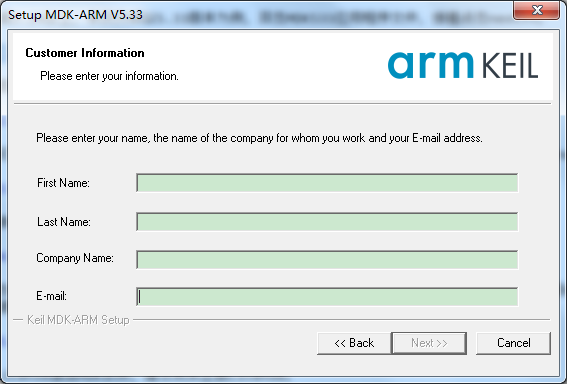 Setup MDK-ARM V5.33
Customer Information
Please enter your information.
arm KEIL
Please enter your name, the name of the company for whom you work and your E-mail address.
First Name:
Last Name:
Company Name:
E-mail:
Keil MDK-ARM Setup
<< Back
Next >>
Cancel